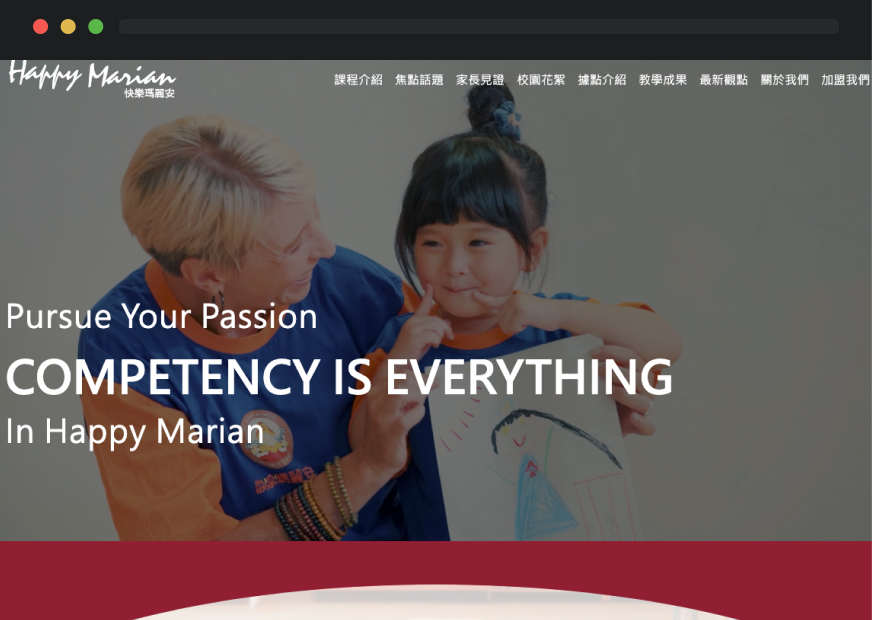 Happy Marian
快樂瑪麗安
課程介紹 焦點話題 家長見證 校園花絮 據點介紹 教學成果 最新觀點 關於我們 加盟我們
Pursue Your Passion
COMPETENCY IS EVERYTHING
In Happy Marian